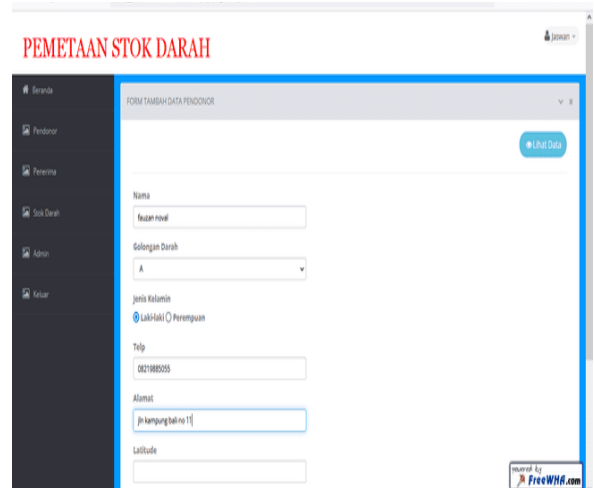 PEMETAAN STOK DARAH
Jaswan
Beranda
Pendonor
Penerima
Stok Darah
Admin
Keluar
FORM TAMBAH DATA PENDONOR
Lihat Data
Nama
fauzan noval
Golongan Darah
A
Jenis Kelamin
Laki-laki Perempuan
Telp
08219885055
Alamat
jln kampung bali no 11
Latitude
powered by
FreeWHA.com